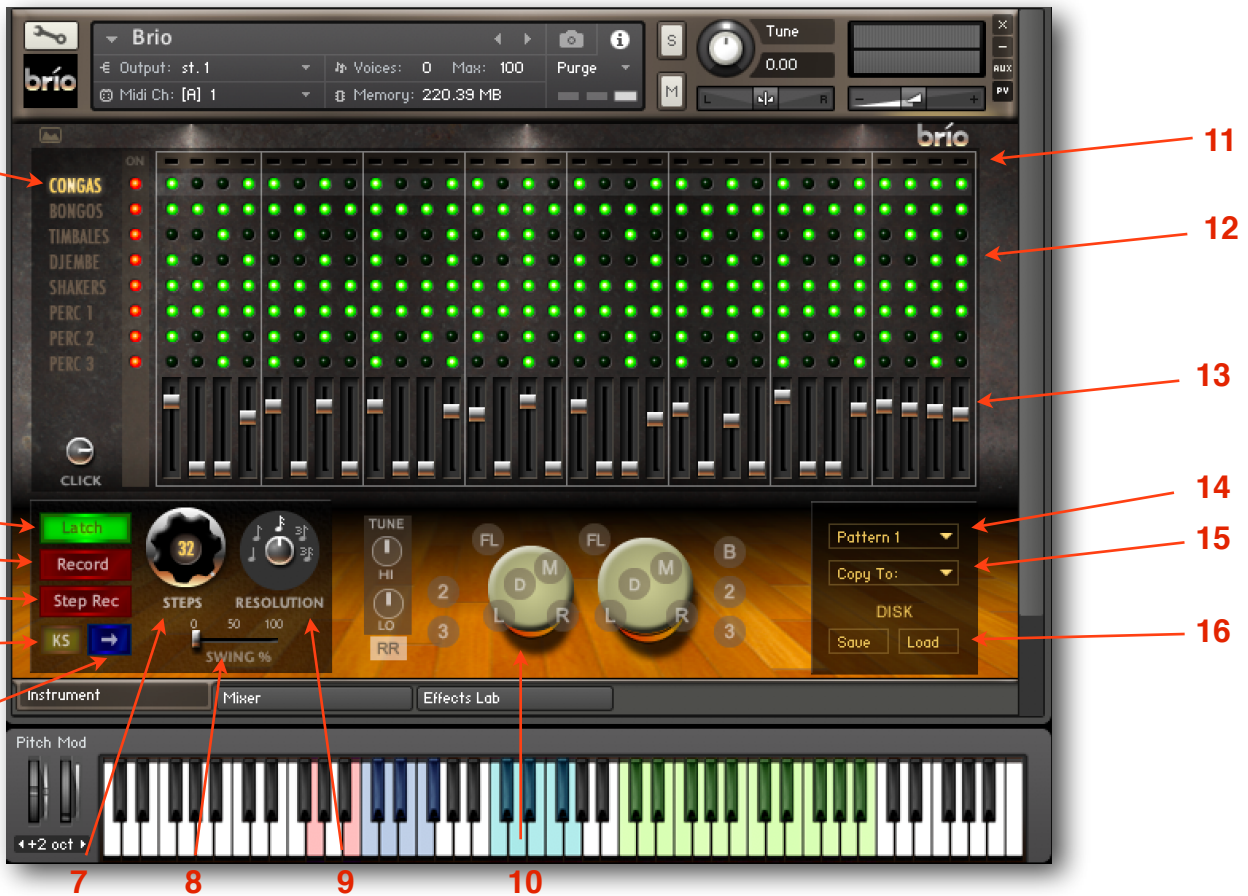 Brio
Tune
S
0.00
brío
Output: st. 1
Voices: 0 Max: 100
Purge
AUX
Midi Ch: [A] 1
Memory: 220.39 MB
M
L R
- +
PV
brío
11
ON
CONGAS
BONGOS
TIMBALES
12
DJEMBE
SHAKERS
PERC 1
PERC 2
PERC 3
13
CLICK
14
Latch
32
3
TUNE
FL
FL
Pattern 1
15
Record
3
HI
D M
D M
B
Copy To:
Step Rec
STEPS
RESOLUTION
2
L R
L R
2
DISK
KS
0 50 100
LO
3
3
Save
Load
16
SWING %
RR
Instrument
Mixer
Effects Lab
Pitch Mod
+2 oct
7
8
9
10